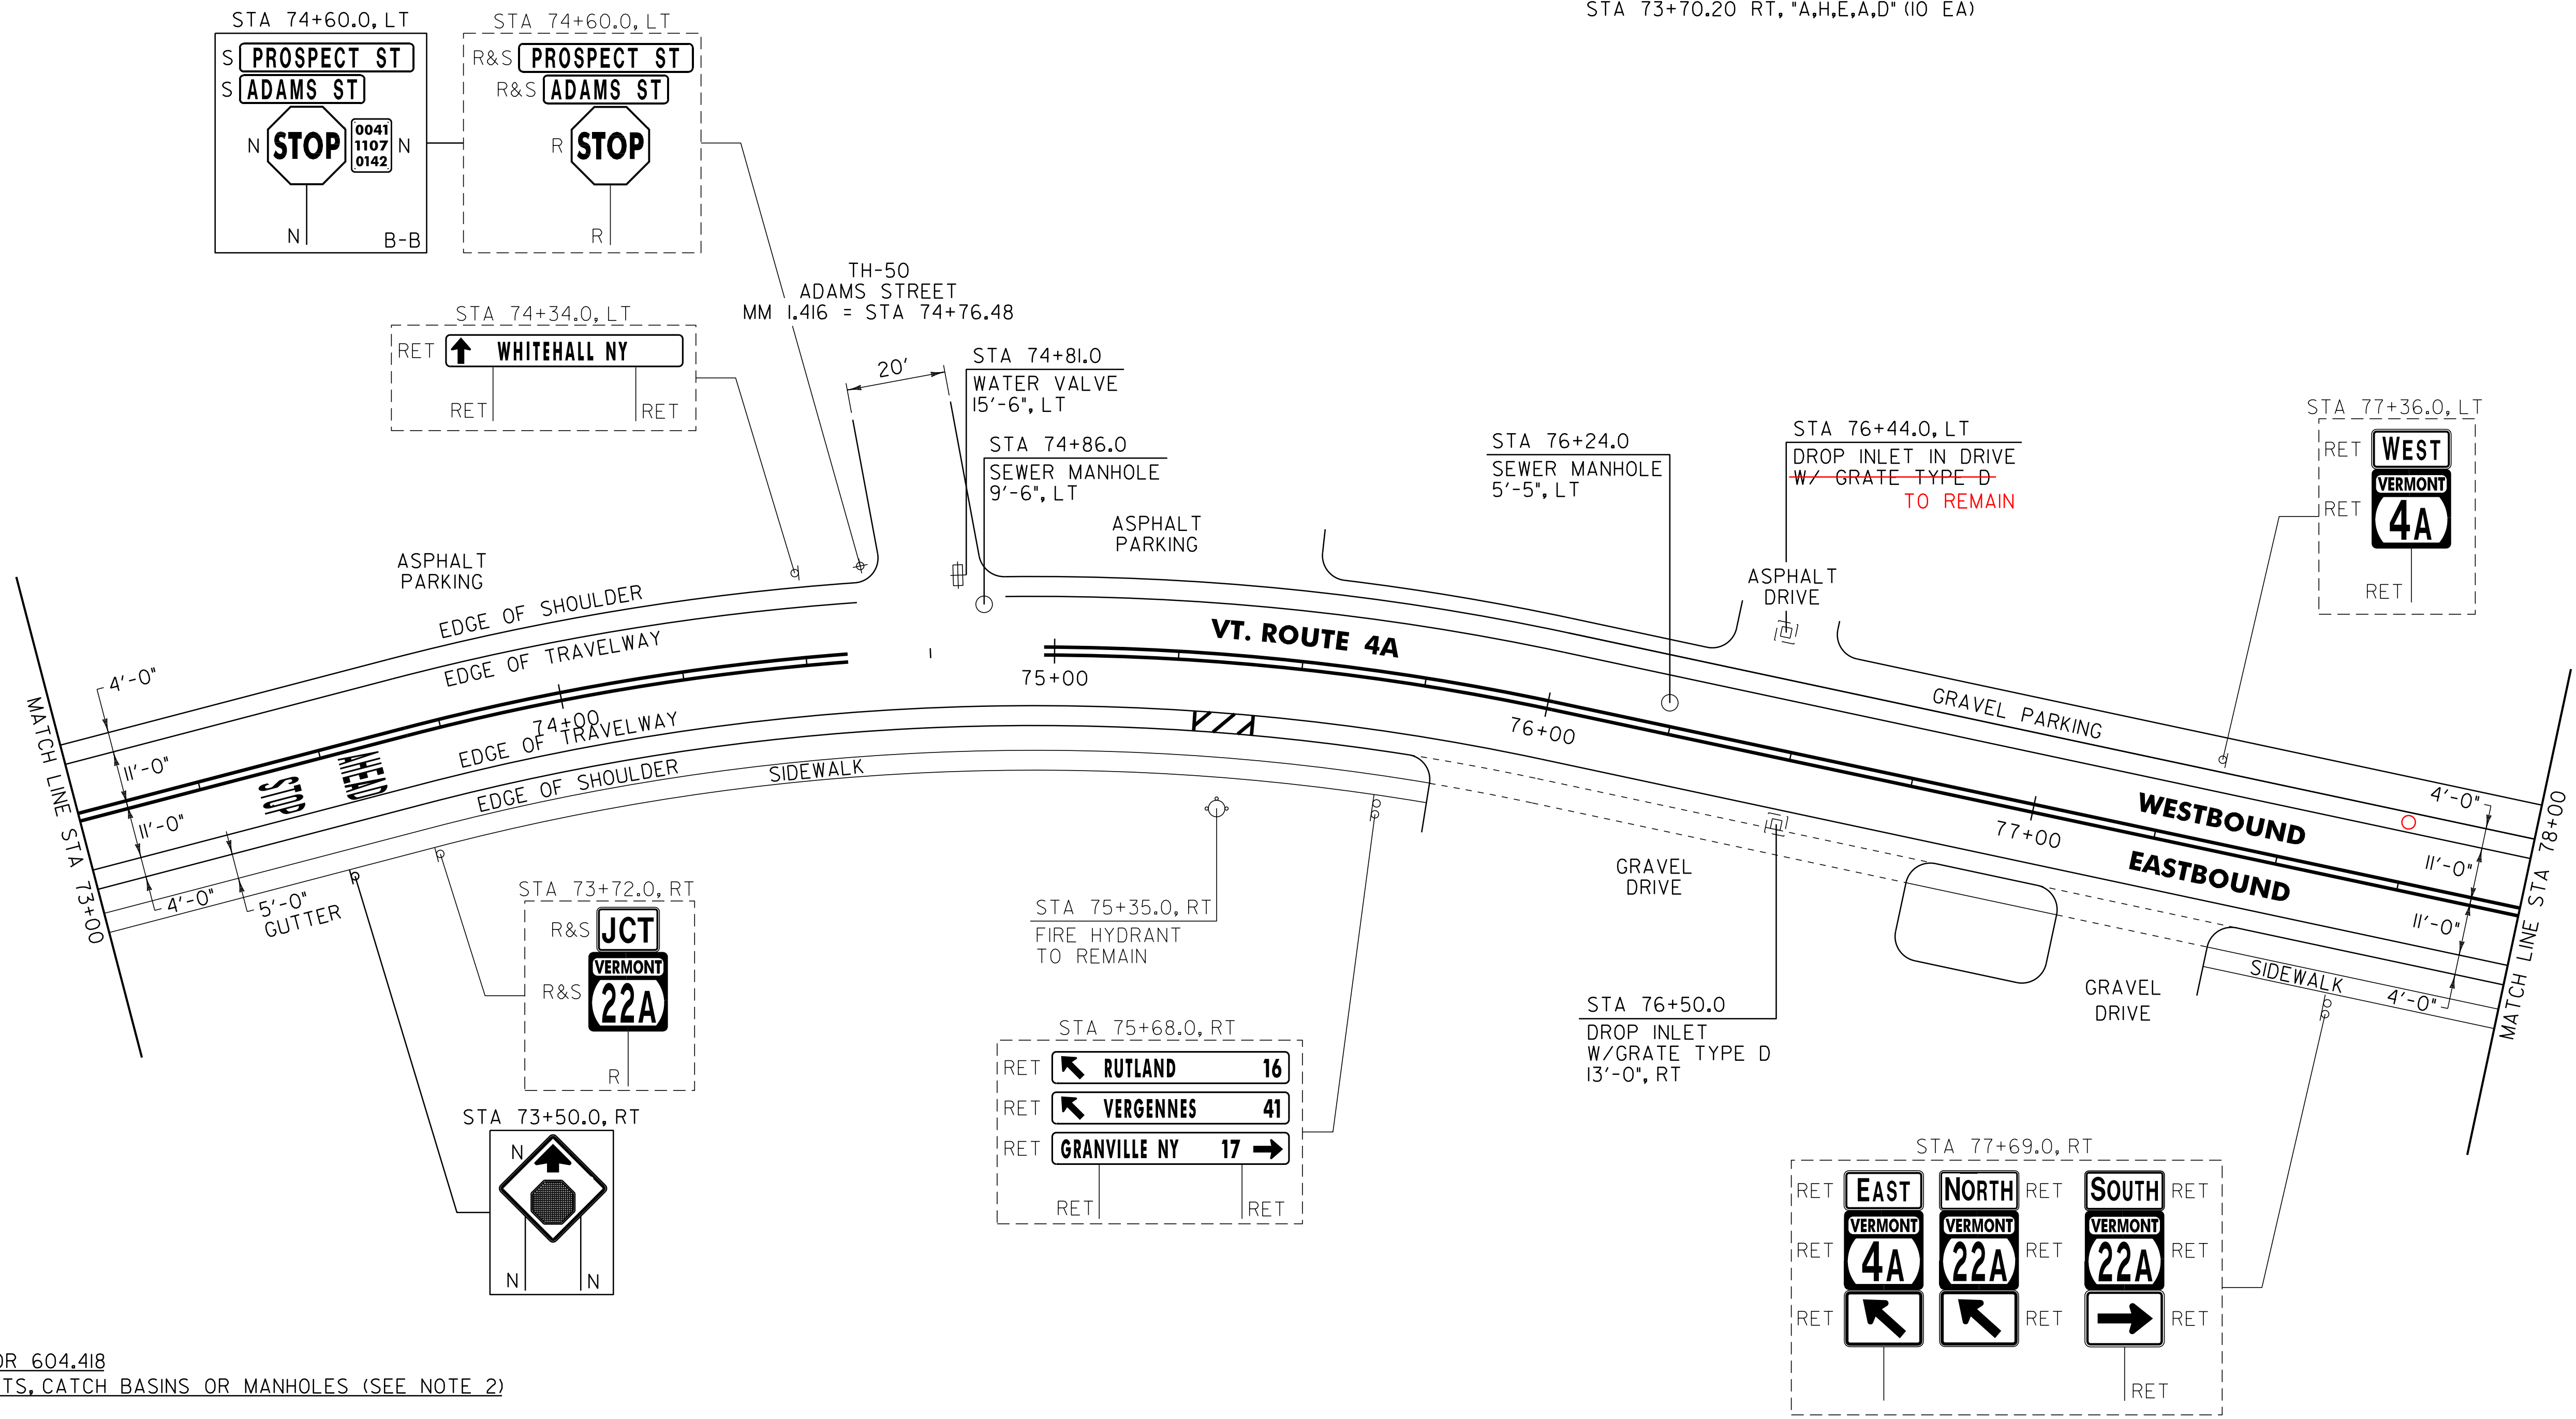 STA 73+70.20 RT, "A,H,E,A,D" (10 EA)
STA 74+60.0, LT
S PROSPECT ST
S ADAMS ST
N STOP 0041 1107 0142 N
N B-B
STA 74+60.0, LT
R&S PROSPECT ST
R&S ADAMS ST
R STOP
R
TH-50
ADAMS STREET
MM 1.416 = STA 74+76.48
STA 74+34.0, LT
RET WHITEHALL NY
RET RET
20'
STA 74+81.0
WATER VALVE
15'-6", LT
STA 74+86.0
SEWER MANHOLE
9'-6", LT
STA 76+24.0
SEWER MANHOLE
5'-5", LT
STA 76+44.0, LT
DROP INLET IN DRIVE
W/ GRATE TYPE D
TO REMAIN
STA 77+36.0, LT
RET WEST
RET VERMONT 4A
RET
ASPHALT
PARKING
ASPHALT
PARKING
ASPHALT
DRIVE
EDGE OF SHOULDER
EDGE OF TRAVELWAY
VT. ROUTE 4A
GRAVEL PARKING
MATCH LINE STA 73+00
4'-0"
11'-0"
11'-0"
4'-0"
5'-0"
GUTTER
STOP
AHEAD
74+00
75+00
76+00
77+00
EDGE OF TRAVELWAY
EDGE OF SHOULDER
SIDEWALK
WESTBOUND
EASTBOUND
4'-0"
11'-0"
11'-0"
4'-0"
MATCH LINE STA 78+00
GRAVEL
DRIVE
GRAVEL
DRIVE
SIDEWALK
STA 73+72.0, RT
R&S JCT
R&S VERMONT 22A
R
STA 73+50.0, RT
N
N N
STA 75+35.0, RT
FIRE HYDRANT
TO REMAIN
STA 75+68.0, RT
RET RUTLAND 16
RET VERGENNES 41
RET GRANVILLE NY 17
RET RET
STA 76+50.0
DROP INLET
W/GRATE TYPE D
13'-0", RT
STA 77+69.0, RT
RET EAST NORTH RET SOUTH RET
RET VERMONT 4A VERMONT 22A RET VERMONT 22A RET
RET RET RET
RET
OR 604.418
TS, CATCH BASINS OR MANHOLES (SEE NOTE 2)